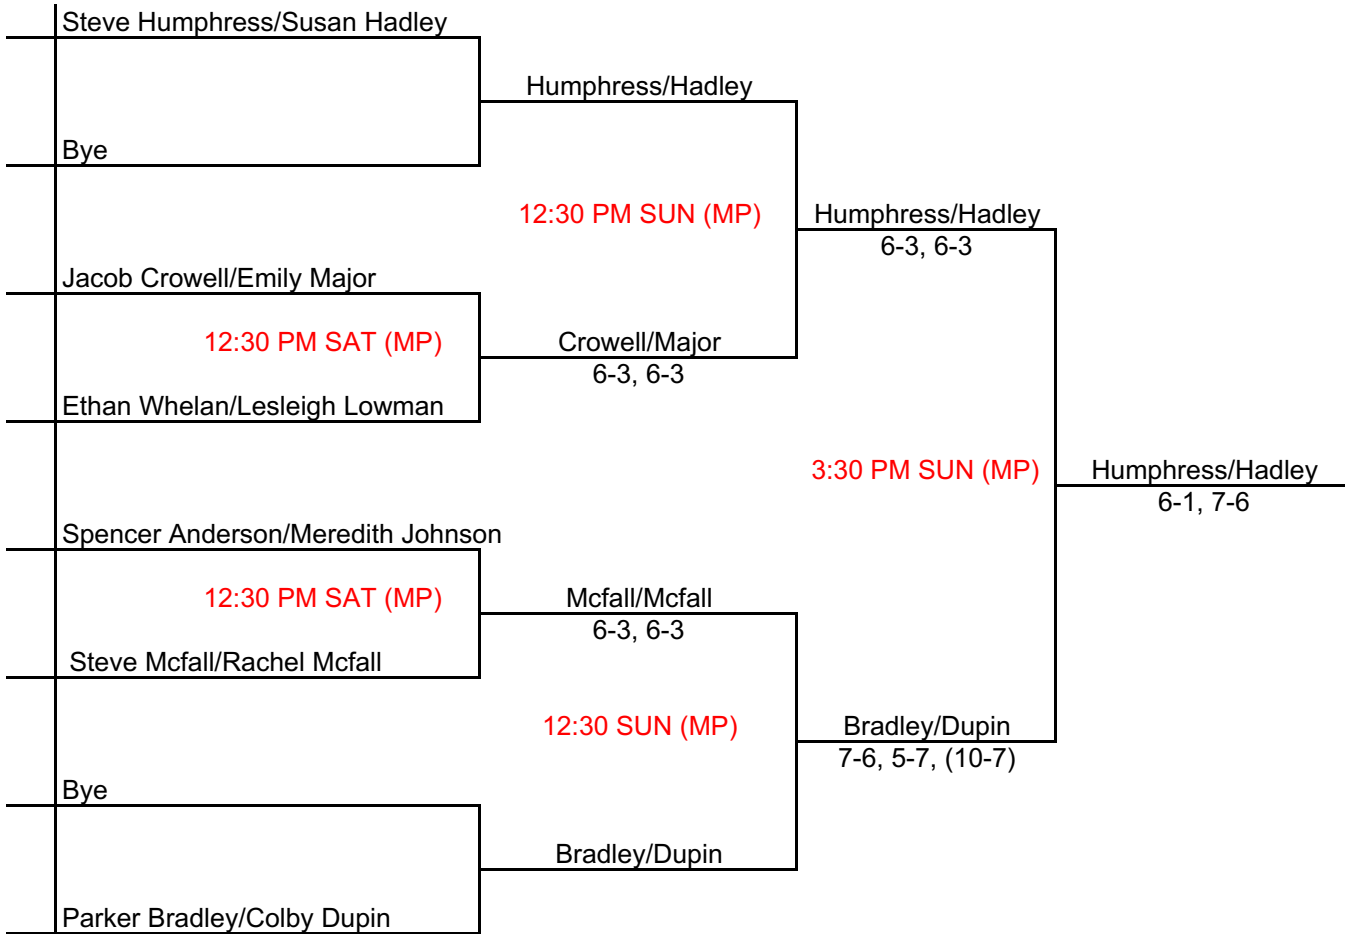 Steve Humphress/Susan Hadley
Humphress/Hadley
Bye
12:30 PM SUN (MP)
Humphress/Hadley
6-3, 6-3
Jacob Crowell/Emily Major
12:30 PM SAT (MP)
Crowell/Major
6-3, 6-3
Ethan Whelan/Lesleigh Lowman
3:30 PM SUN (MP)
Humphress/Hadley
6-1, 7-6
Spencer Anderson/Meredith Johnson
12:30 PM SAT (MP)
Mcfall/Mcfall
6-3, 6-3
Steve Mcfall/Rachel Mcfall
12:30 SUN (MP)
Bradley/Dupin
7-6, 5-7, (10-7)
Bye
Bradley/Dupin
Parker Bradley/Colby Dupin